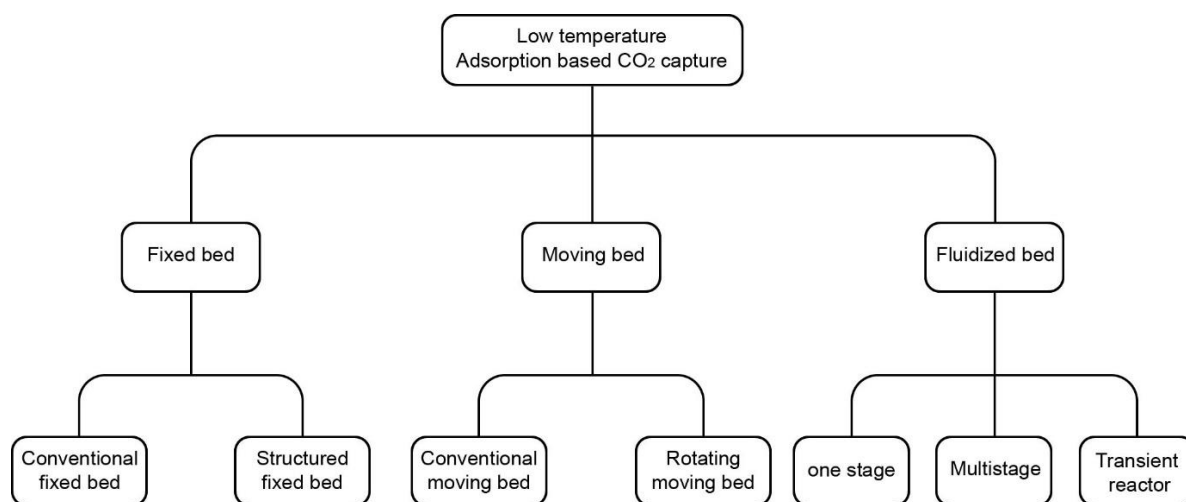 Low temperature
Adsorption based CO₂ capture
Fixed bed
Moving bed
Fluidized bed
Conventional
fixed bed
Structured
fixed bed
Conventional
moving bed
Rotating
moving bed
one stage
Multistage
Transient
reactor